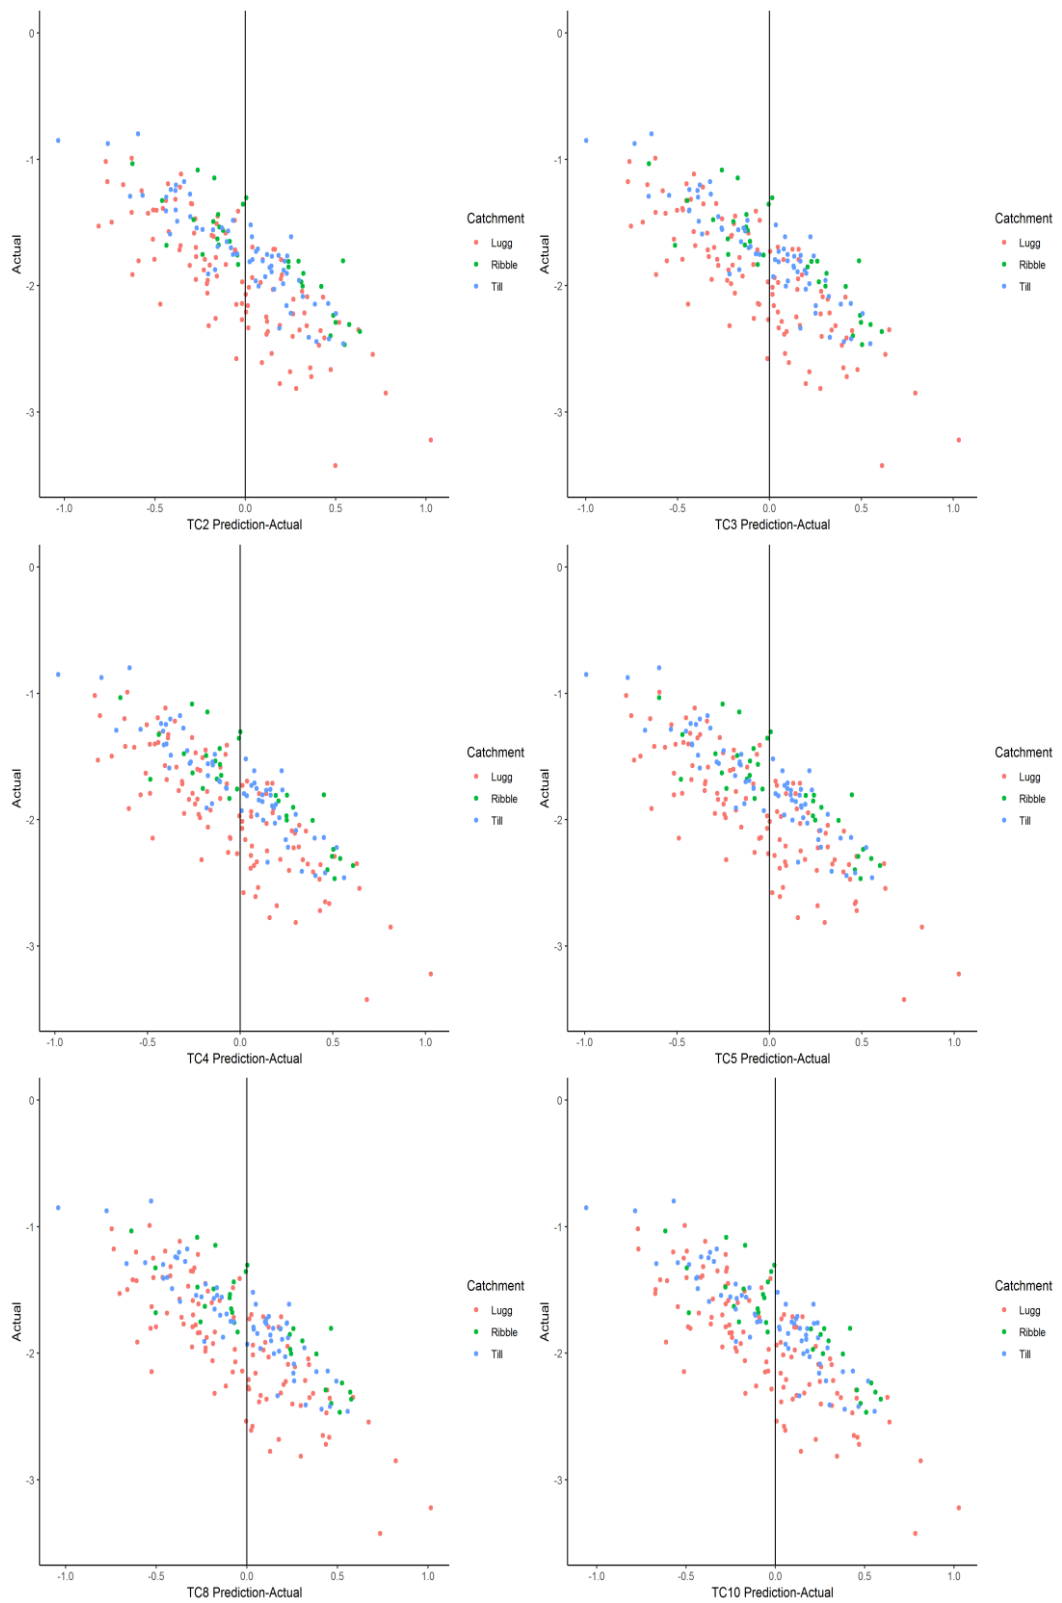 0
-1
-2
-3
Actual
-1.0 -0.5 0.0 0.5 1.0
TC2 Prediction-Actual
Catchment
Lugg
Ribble
Till
0
-1
-2
-3
Actual
-1.0 -0.5 0.0 0.5 1.0
TC3 Prediction-Actual
Catchment
Lugg
Ribble
Till
0
-1
-2
-3
Actual
-1.0 -0.5 0.0 0.5 1.0
TC4 Prediction-Actual
Catchment
Lugg
Ribble
Till
0
-1
-2
-3
Actual
-1.0 -0.5 0.0 0.5 1.0
TC5 Prediction-Actual
Catchment
Lugg
Ribble
Till
0
-1
-2
-3
Actual
-1.0 -0.5 0.0 0.5 1.0
TC8 Prediction-Actual
Catchment
Lugg
Ribble
Till
0
-1
-2
-3
Actual
-1.0 -0.5 0.0 0.5 1.0
TC10 Prediction-Actual
Catchment
Lugg
Ribble
Till